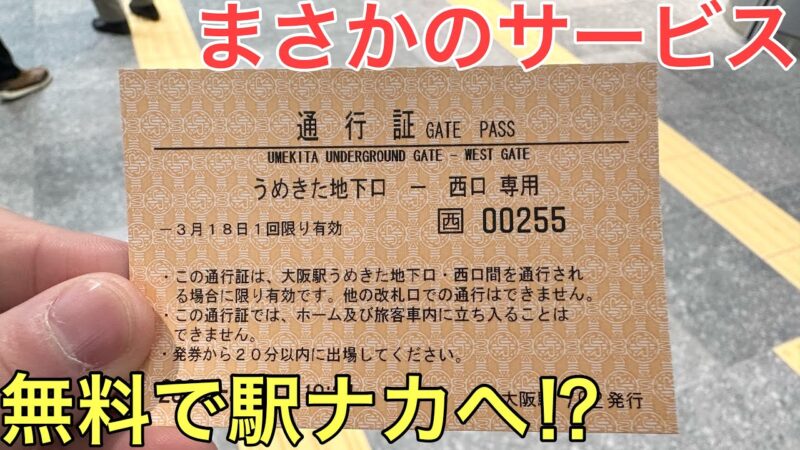 まさかのサービス
通行証 GATE PASS
UMEKITA UNDERGROUND GATE - WEST GATE
うめきた地下口 － 西口 専用
－3月18日1回限り有効
西 00255
・この通行証は、大阪駅うめきた地下口・西口間を通行され
る場合に限り有効です。他の改札口での通行はできません。
・この通行証では、ホーム及び旅客車内に立ち入ることは
できません。
・発券から20分以内に出場してください。
大阪駅 発行
無料で駅ナカへ!?